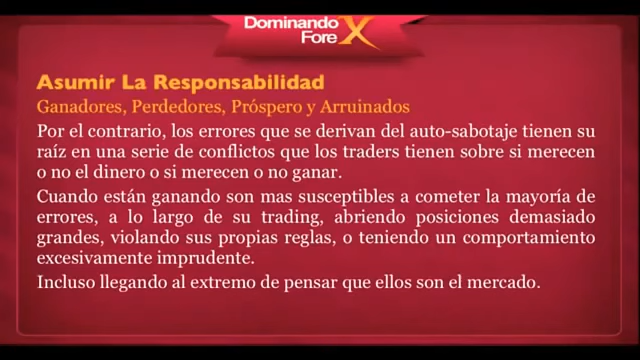 Dominando
ForeX
Asumir La Responsabilidad
Ganadores, Perdedores, Próspero y Arruinados
Por el contrario, los errores que se derivan del auto-sabotaje tienen su
raíz en una serie de conflictos que los traders tienen sobre si merecen
o no el dinero o si merecen o no ganar.
Cuando están ganando son mas susceptibles a cometer la mayoría de
errores, a lo largo de su trading, abriendo posiciones demasiado
grandes, violando sus propias reglas, o teniendo un comportamiento
excesivamente imprudente.
Incluso llegando al extremo de pensar que ellos son el mercado.